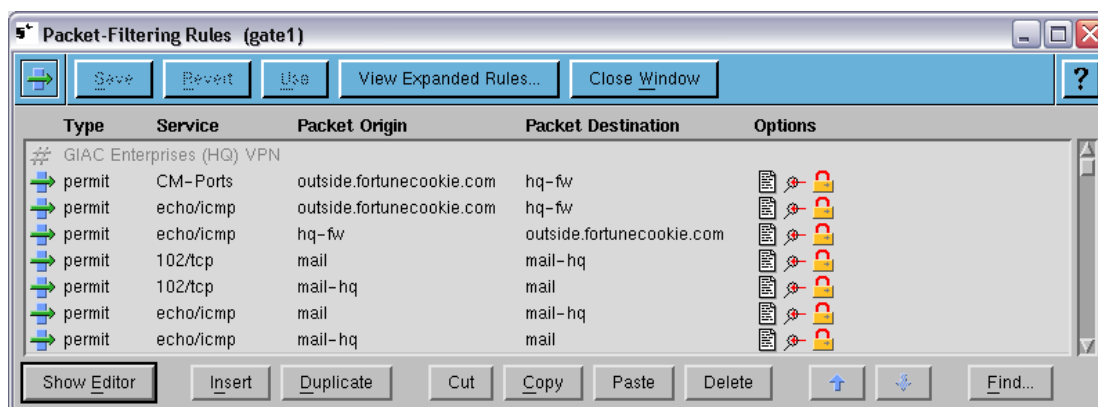 Packet-Filtering Rules (gate1)
Save Revert Use View Expanded Rules... Close Window ?
Type Service Packet Origin Packet Destination Options
# GIAC Enterprises (HQ) VPN
permit CM-Ports outside.fortunecookie.com hq-fw
permit echo/icmp outside.fortunecookie.com hq-fw
permit echo/icmp hq-fw outside.fortunecookie.com
permit 102/tcp mail mail-hq
permit 102/tcp mail-hq mail
permit echo/icmp mail mail-hq
permit echo/icmp mail-hq mail
Show Editor Insert Duplicate Cut Copy Paste Delete Find...